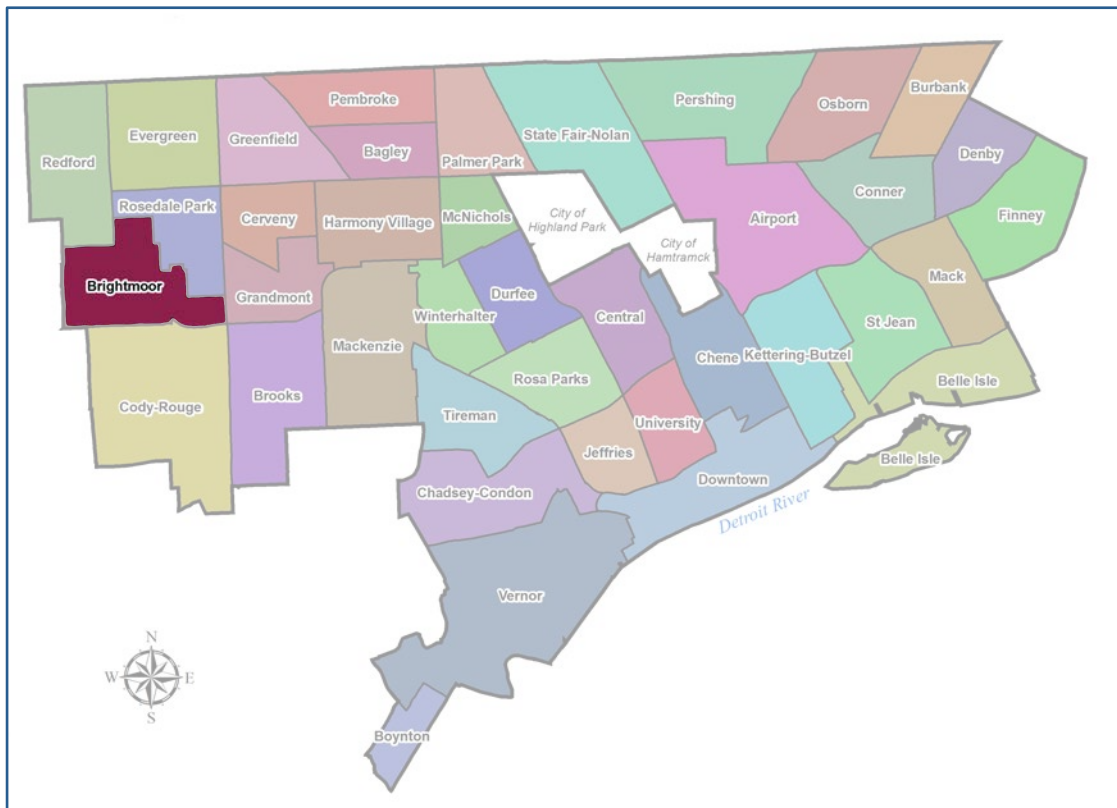 Burbank
Pembroke
Pershing
Osborn
Evergreen
Greenfield
State Fair-Nolan
Bagley
Denby
Redford
Palmer Park
Conner
Rosedale Park
Cerveny
Harmony Village
McNichols
City of
Highland Park
Airport
Finney
City of
Hamtramck
Brightmoor
Grandmont
Durfee
Mack
Winterhalter
Central
St Jean
Mackenzie
Chene
Kettering-Butzel
Rosa Parks
Belle Isle
Cody-Rouge
Brooks
Tireman
University
Jeffries
Belle Isle
Chadsey-Condon
Downtown
Detroit River
Vernor
N
W
E
S
Boynton